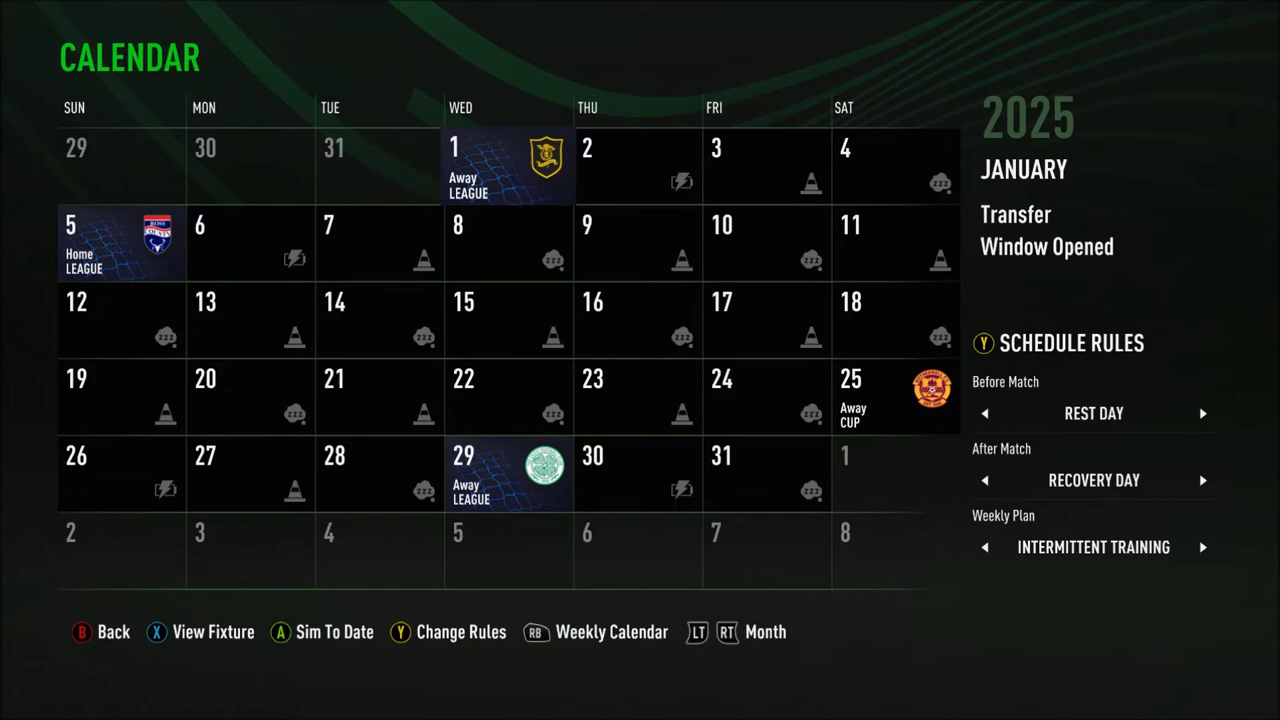 CALENDAR
SUN MON TUE WED THU FRI SAT
29 30 31 1 2 3 4
Away
LEAGUE
5 6 7 8 9 10 11
ROSS
COUNTY
Home
LEAGUE
12 13 14 15 16 17 18
19 20 21 22 23 24 25
Away
CUP
26 27 28 29 30 31 1
Away
LEAGUE
2 3 4 5 6 7 8
2025
JANUARY
Transfer
Window Opened
Y SCHEDULE RULES
Before Match
REST DAY
After Match
RECOVERY DAY
Weekly Plan
INTERMITTENT TRAINING
B Back X View Fixture A Sim To Date Y Change Rules RB Weekly Calendar LT RT Month